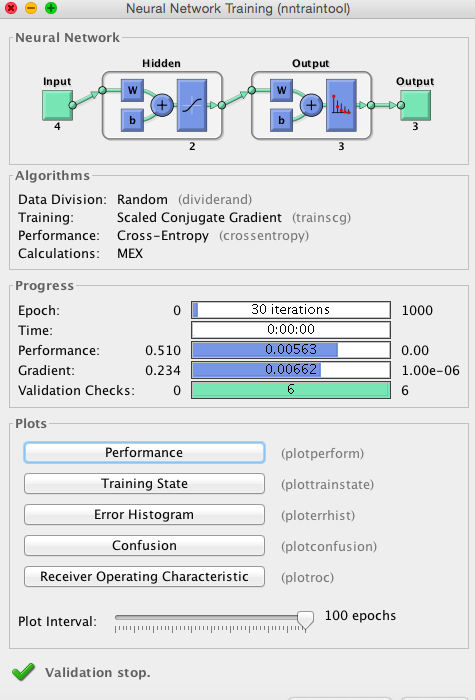 Neural Network Training (nntraintool)
Neural Network
Hidden Output
Input W b + W b + Output
4 2 3 3
Algorithms
Data Division: Random (dividerand)
Training: Scaled Conjugate Gradient (trainscg)
Performance: Cross-Entropy (crossentropy)
Calculations: MEX
Progress
Epoch: 0 30 iterations 1000
Time: 0:00:00
Performance: 0.510 0.00563 0.00
Gradient: 0.234 0.00662 1.00e-06
Validation Checks: 0 6 6
Plots
Performance (plotperform)
Training State (plottrainstate)
Error Histogram (ploterrhist)
Confusion (plotconfusion)
Receiver Operating Characteristic (plotroc)
Plot Interval: 100 epochs
Validation stop.